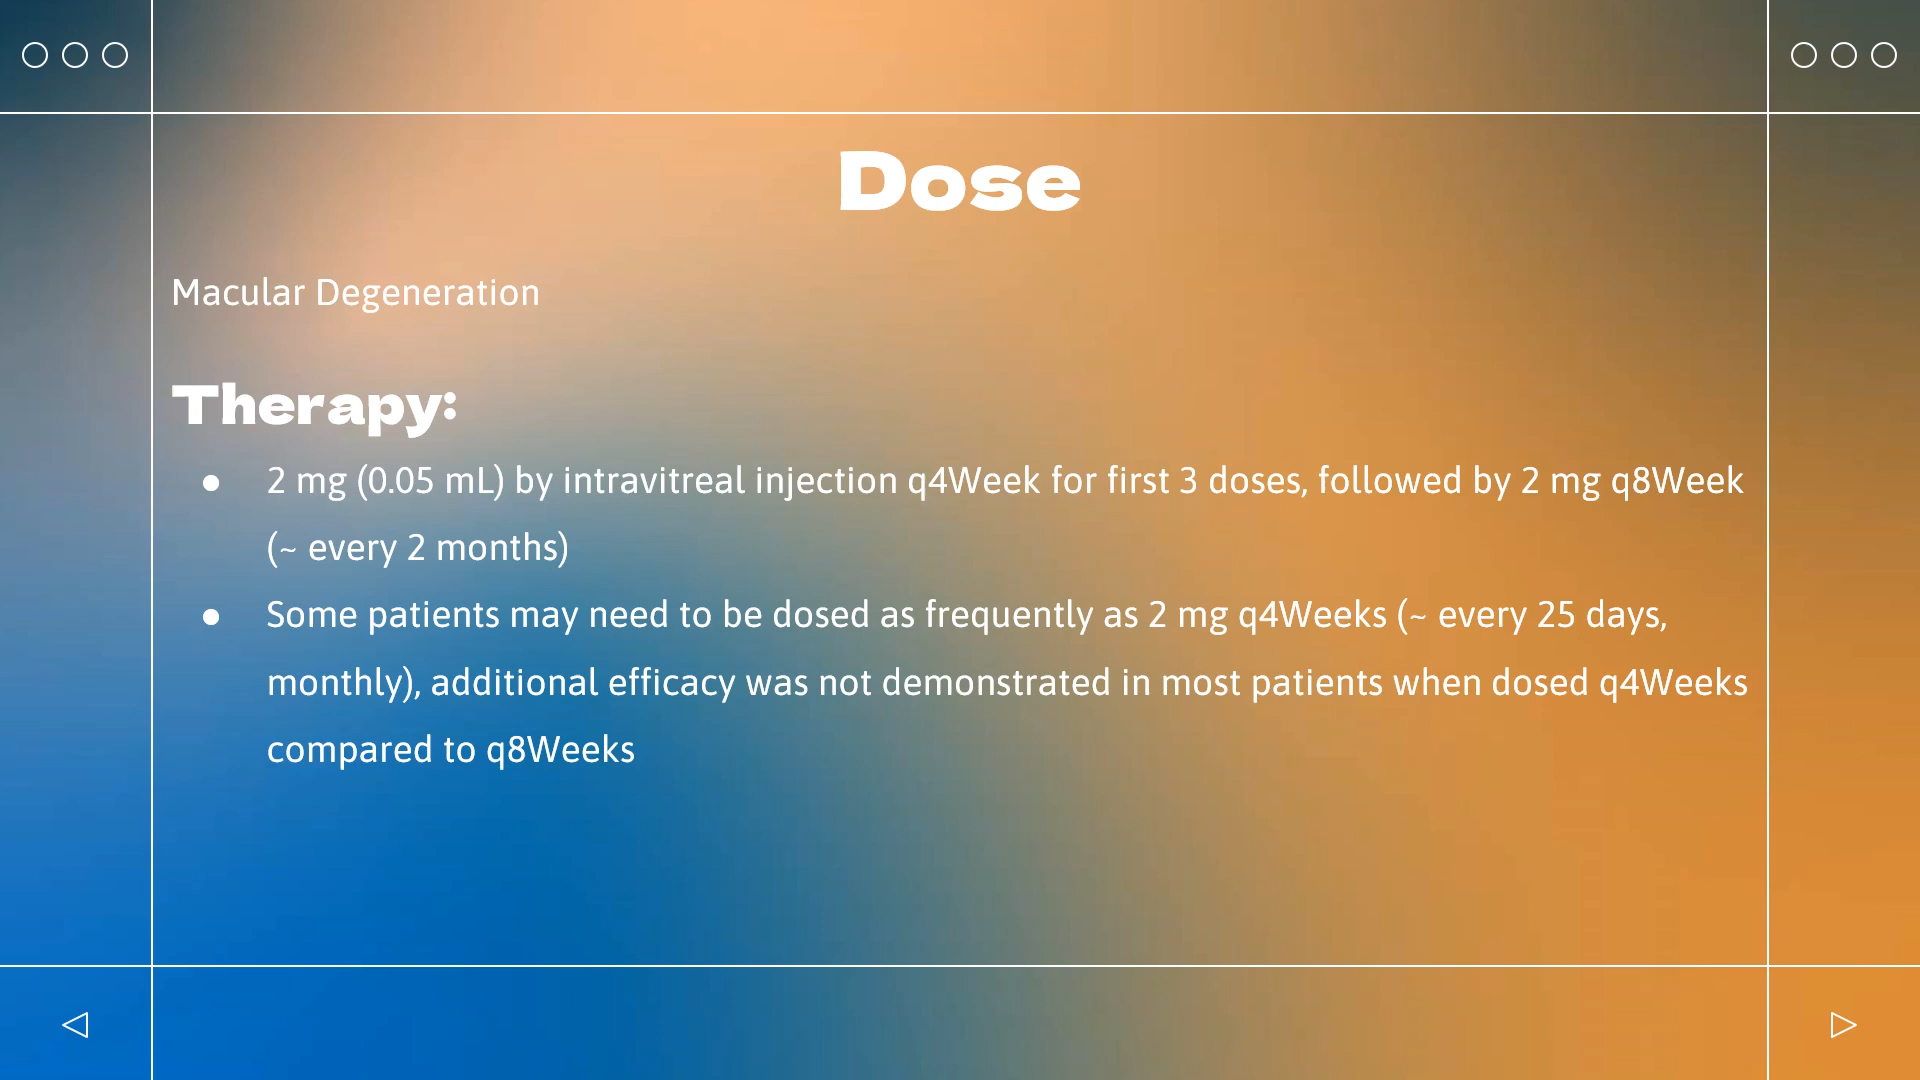 Dose
Macular Degeneration
Therapy:
● 2 mg (0.05 mL) by intravitreal injection q4Week for first 3 doses, followed by 2 mg q8Week
(~ every 2 months)
● Some patients may need to be dosed as frequently as 2 mg q4Weeks (~ every 25 days,
monthly), additional efficacy was not demonstrated in most patients when dosed q4Weeks
compared to q8Weeks